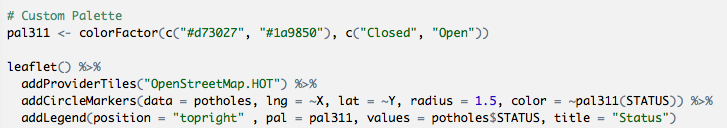 # Custom Palette
pal311 <- colorFactor(c("#d73027", "#1a9850"), c("Closed", "Open"))
leaflet() %>%
addProviderTiles("OpenStreetMap.HOT") %>%
addCircleMarkers(data = potholes, lng = ~X, lat = ~Y, radius = 1.5, color = ~pal311(STATUS)) %>%
addLegend(position = "topright" , pal = pal311, values = potholes$STATUS, title = "Status")